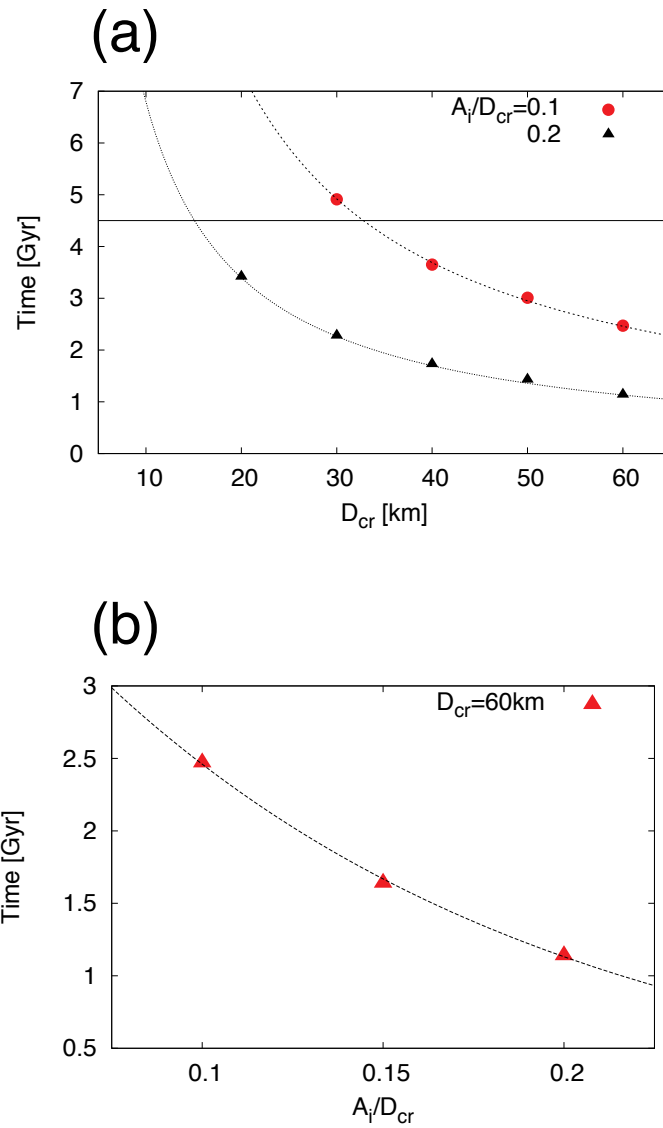 (a)
7
6
5
4
3
2
1
0
Time [Gyr]
A_i/D_cr=0.1
0.2
10 20 30 40 50 60
D_cr [km]
(b)
3
2.5
2
1.5
1
0.5
Time [Gyr]
D_cr=60km
0.1 0.15 0.2
A_i/D_cr